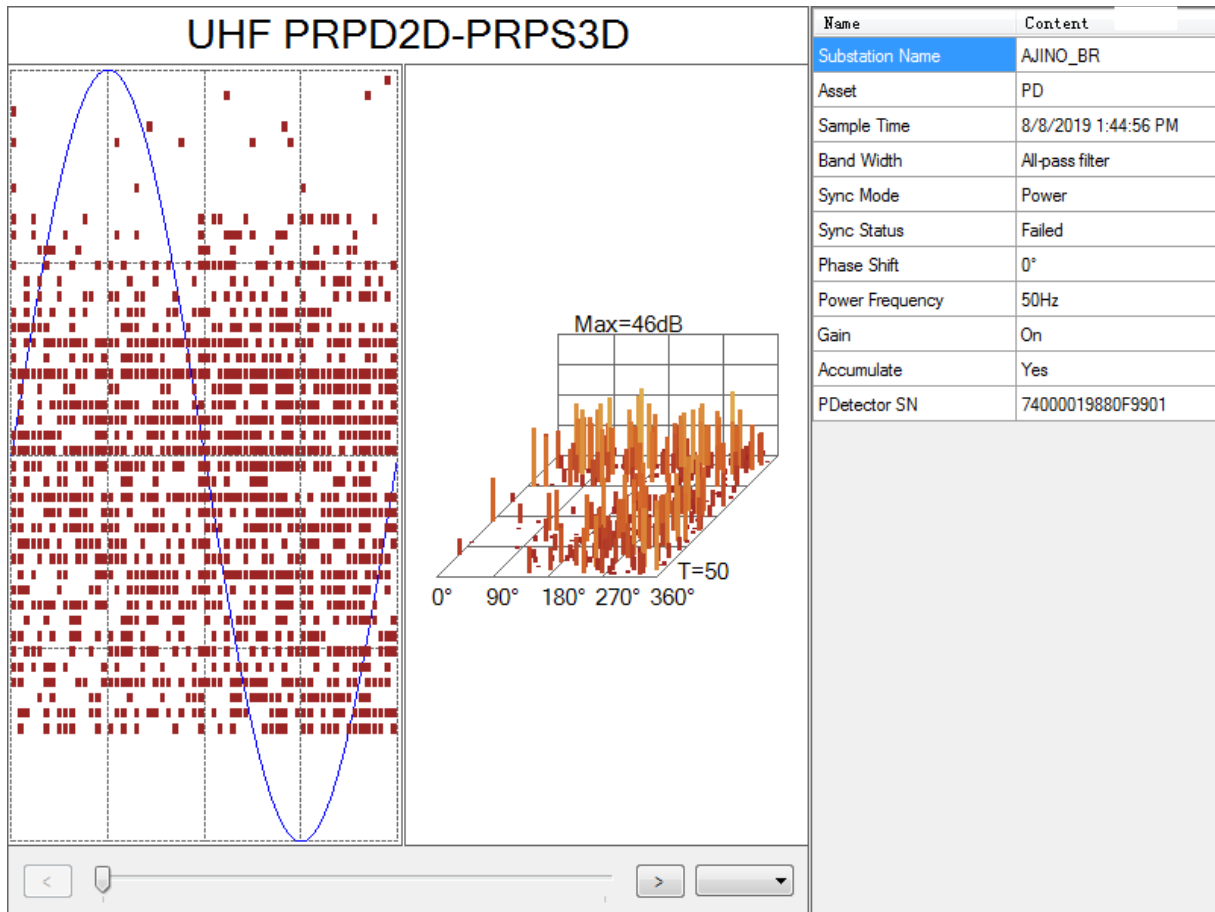 UHF PRPD2D-PRPS3D
Max=46dB
T=50
0° 90° 180° 270° 360°
< >
Name Content
Substation Name AJINO_BR
Asset PD
Sample Time 8/8/2019 1:44:56 PM
Band Width All-pass filter
Sync Mode Power
Sync Status Failed
Phase Shift 0°
Power Frequency 50Hz
Gain On
Accumulate Yes
PDetector SN 74000019880F9901